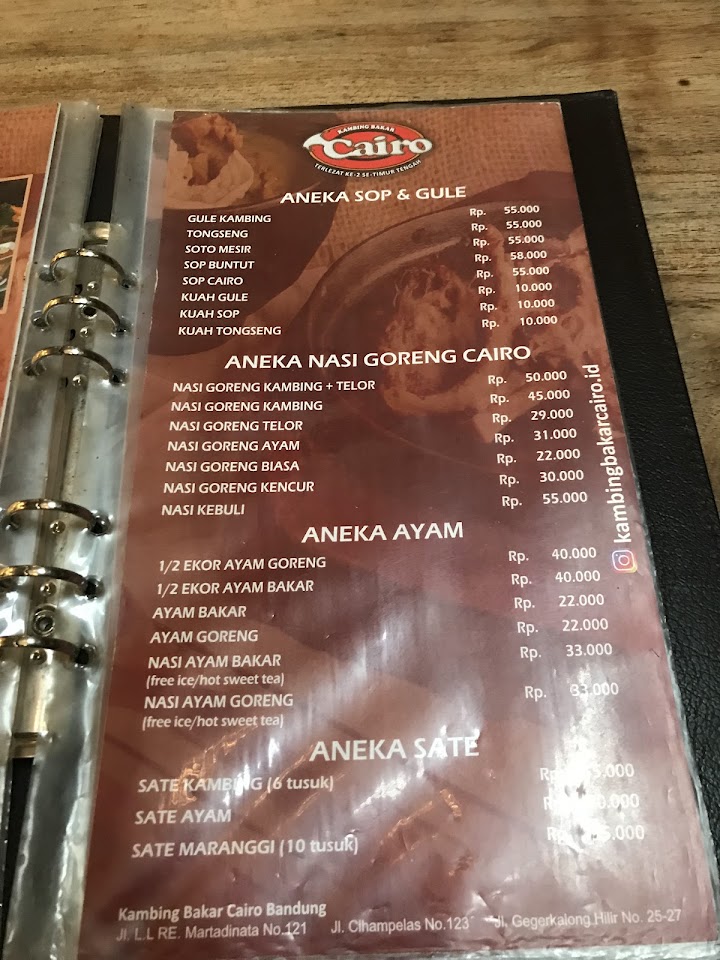 KAMBING BAKAR
Cairo
TERLEZAT KE-2 SE-TIMUR TENGAH
ANEKA SOP & GULE
GULE KAMBING Rp. 55.000
TONGSENG Rp. 55.000
SOTO MESIR Rp. 55.000
SOP BUNTUT Rp. 58.000
SOP CAIRO Rp. 55.000
KUAH GULE Rp. 10.000
KUAH SOP Rp. 10.000
KUAH TONGSENG Rp. 10.000
ANEKA NASI GORENG CAIRO
NASI GORENG KAMBING + TELOR Rp. 50.000
NASI GORENG KAMBING Rp. 45.000
NASI GORENG TELOR Rp. 29.000
NASI GORENG AYAM Rp. 31.000
NASI GORENG BIASA Rp. 22.000
NASI GORENG KENCUR Rp. 30.000
NASI KEBULI Rp. 55.000
kambingbakarcairo.id
ANEKA AYAM
1/2 EKOR AYAM GORENG Rp. 40.000
1/2 EKOR AYAM BAKAR Rp. 40.000
AYAM BAKAR Rp. 22.000
AYAM GORENG Rp. 22.000
NASI AYAM BAKAR Rp. 33.000
(free ice/hot sweet tea)
NASI AYAM GORENG Rp. 33.000
(free ice/hot sweet tea)
ANEKA SATE
SATE KAMBING (6 tusuk)
SATE AYAM
SATE MARANGGI (10 tusuk)
Kambing Bakar Cairo Bandung
Jl. L.L RE. Martadinata No.121 Jl. Cihampelas No.123 Jl. Gegerkalong Hilir No. 25-27